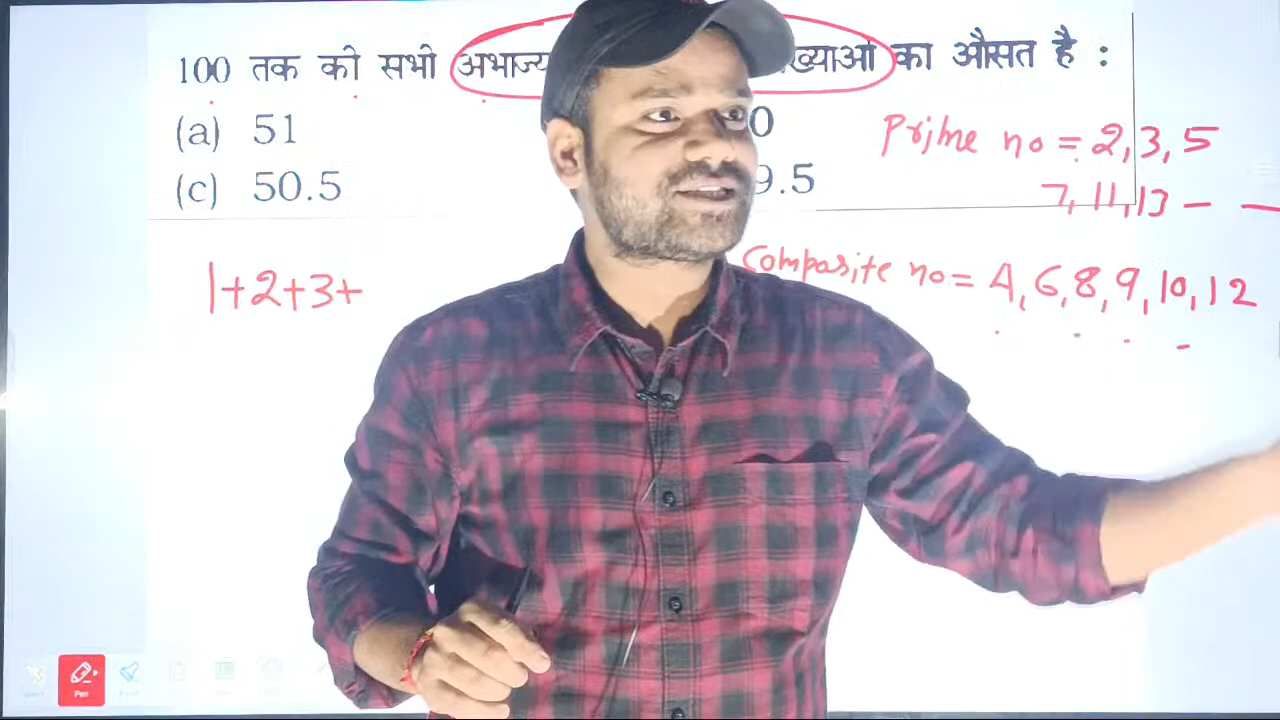 100 तक की सभी अभाज्य का औसत है :
(a) 51
(c) 50.5
Prime no = 2, 3, 5
7, 11, 13 - -
Composite no = 4, 6, 8, 9, 10, 12
1+2+3+
Pen